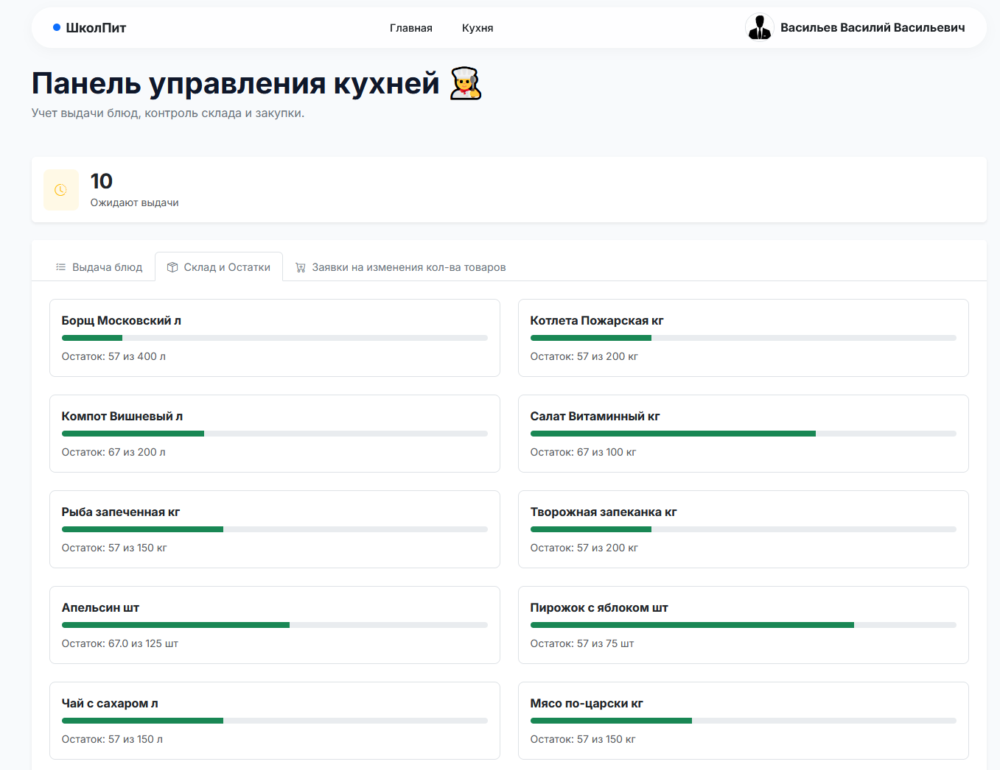 ШколПит
Главная
Кухня
Васильев Василий Васильевич
Панель управления кухней
Учет выдачи блюд, контроль склада и закупки.
10
Ожидают выдачи
Выдача блюд
Склад и Остатки
Заявки на изменения кол-ва товаров
Борщ Московский л
Остаток: 57 из 400 л
Котлета Пожарская кг
Остаток: 57 из 200 кг
Компот Вишневый л
Остаток: 67 из 200 л
Салат Витаминный кг
Остаток: 67 из 100 кг
Рыба запеченная кг
Остаток: 57 из 150 кг
Творожная запеканка кг
Остаток: 57 из 200 кг
Апельсин шт
Остаток: 67.0 из 125 шт
Пирожок с яблоком шт
Остаток: 57 из 75 шт
Чай с сахаром л
Остаток: 57 из 150 л
Мясо по-царски кг
Остаток: 57 из 150 кг